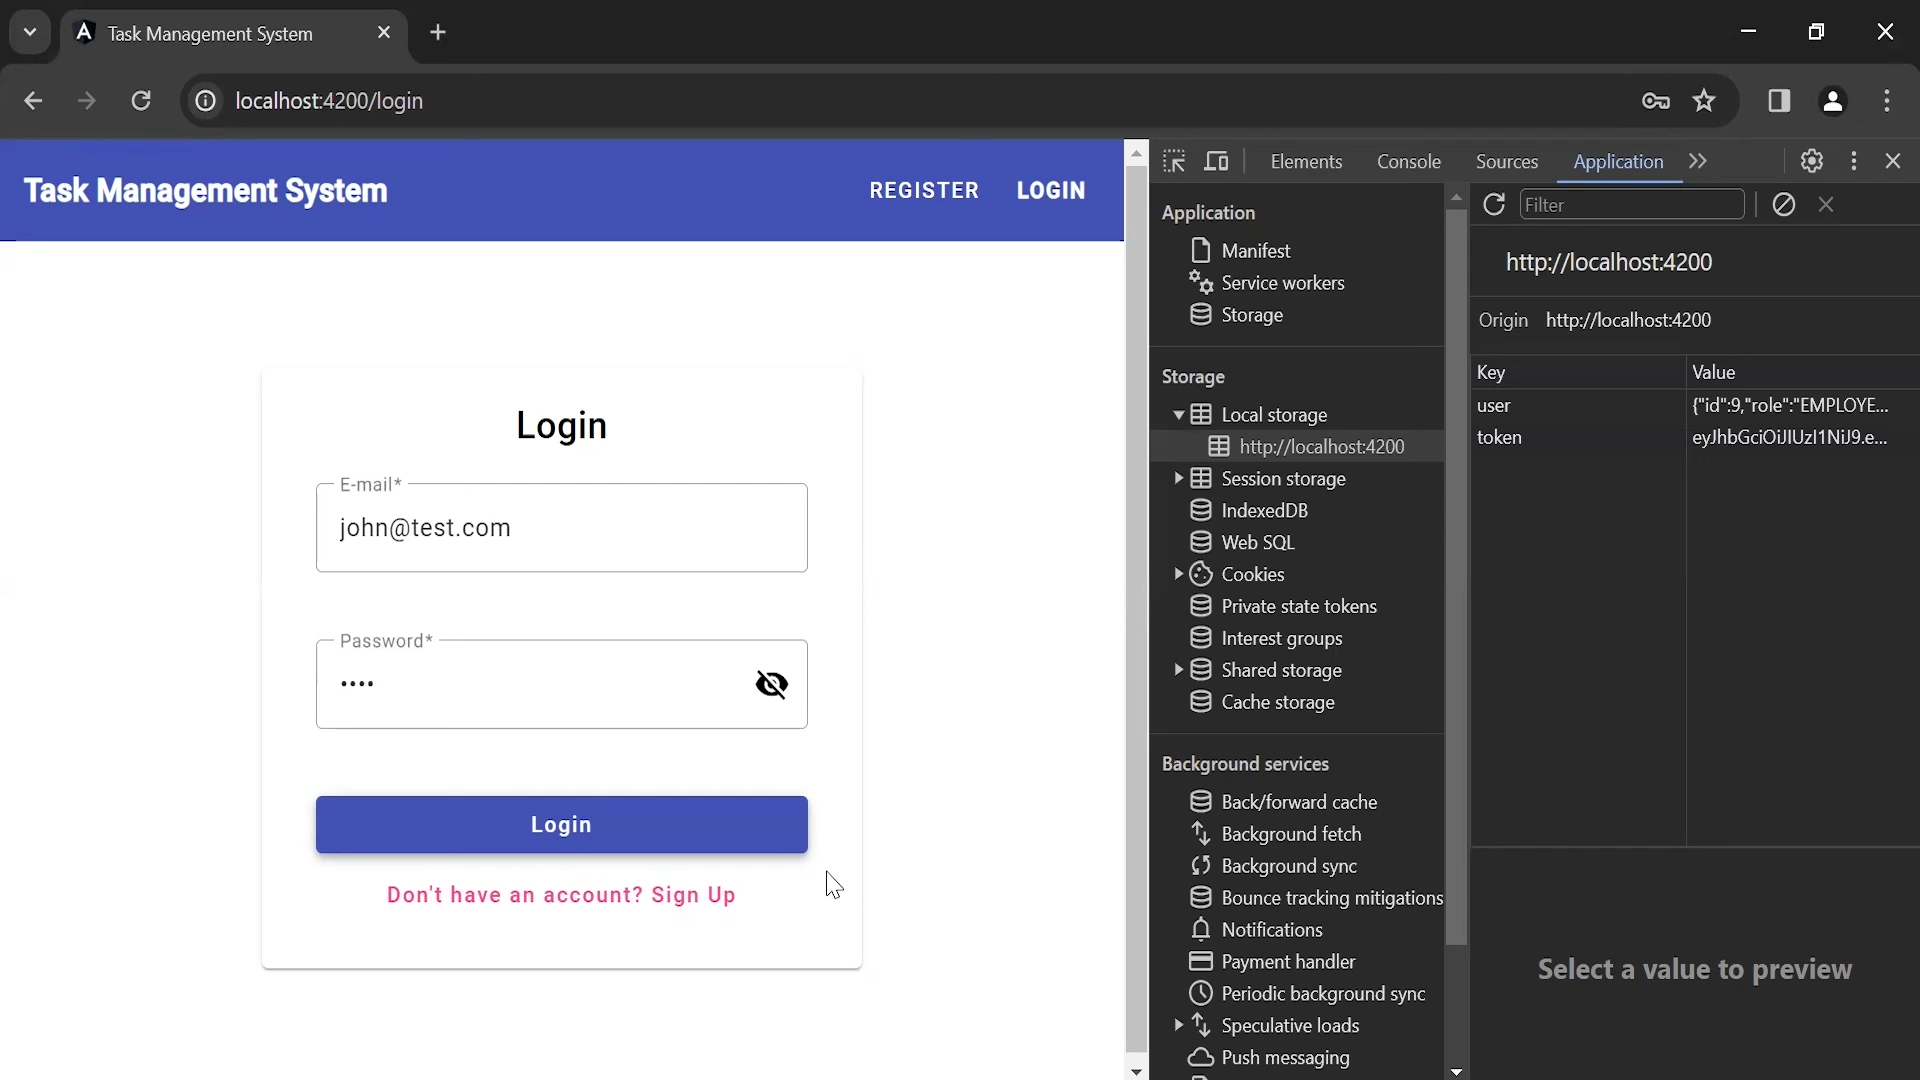 Task Management System
localhost:4200/login
Task Management System
REGISTER
LOGIN
Login
E-mail*
john@test.com
Password*
••••
Login
Don't have an account? Sign Up
Elements
Console
Sources
Application
Application
Manifest
Service workers
Storage
Storage
Local storage
http://localhost:4200
Session storage
IndexedDB
Web SQL
Cookies
Private state tokens
Interest groups
Shared storage
Cache storage
Background services
Back/forward cache
Background fetch
Background sync
Bounce tracking mitigations
Notifications
Payment handler
Periodic background sync
Speculative loads
Push messaging
Filter
http://localhost:4200
Origin http://localhost:4200
Key Value
user {"id":9,"role":"EMPLOYE...
token eyJhbGciOiJIUzI1NiJ9.e...
Select a value to preview